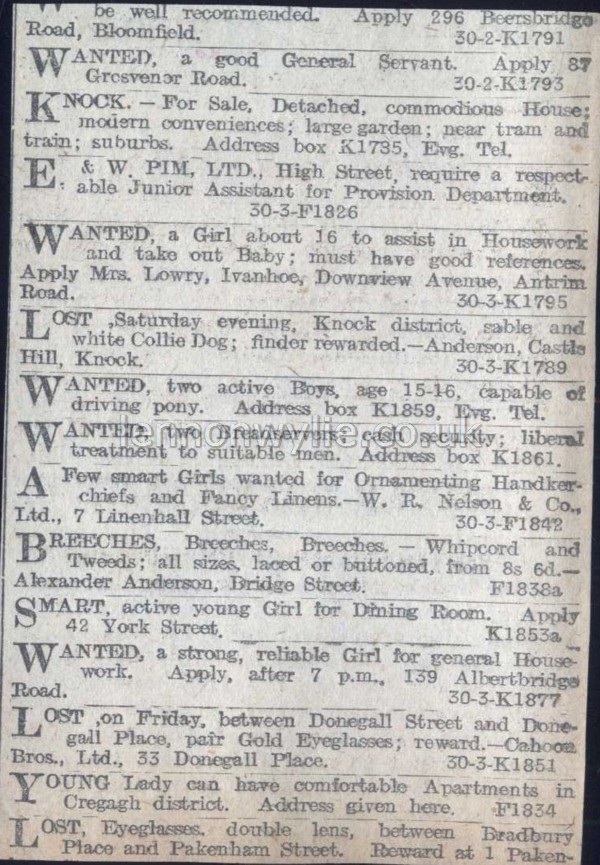 be well recommended. Apply 296 Beersbridge
Road, Bloomfield. 30-2-K1791
WANTED, a good General Servant. Apply 87
Grosvenor Road. 30-2-K1793
KNOCK. — For Sale, Detached, commodious House;
modern conveniences; large garden; near tram and
train; suburbs. Address box K1785, Evg. Tel.
E. & W. PIM, LTD., High Street, require a respect-
able Junior Assistant for Provision Department.
30-3-F1826
WANTED, a Girl about 16 to assist in Housework
and take out Baby; must have good references.
Apply Mrs. Lowry, Ivanhoe, Downview Avenue, Antrim
Road. 30-3-K1795
LOST ,Saturday evening, Knock district, sable and
white Collie Dog; finder rewarded.—Anderson, Castle
Hill, Knock. 30-3-K1789
WANTED, two active Boys, age 15-16, capable of
driving pony. Address box K1859, Evg. Tel.
WANTED, two Breadservers; cash security; liberal
treatment to suitable men. Address box K1861.
lennonwylie.co.uk
A Few smart Girls wanted for Ornamenting Handker-
chiefs and Fancy Linens.—W. R. Nelson & Co.,
Ltd., 7 Linenhall Street. 30-3-F1842
BREECHES, Breeches, Breeches. — Whipcord and
Tweeds; all sizes, laced or buttoned, from 8s 6d.—
Alexander Anderson, Bridge Street. F1838a
SMART, active young Girl for Dining Room. Apply
42 York Street. K1853a
WANTED, a strong, reliable Girl for general House-
work. Apply, after 7 p.m., 139 Albertbridge
Road. 30-3-K1877
LOST ,on Friday, between Donegall Street and Done-
gall Place, pair Gold Eyeglasses; reward.—Cahoon
Bros., Ltd., 33 Donegall Place. 30-3-K1851
YOUNG Lady can have comfortable Apartments in
Cregagh district. Address given here. F1834
LOST, Eyeglasses, double lens, between Bradbury
Place and Pakenham Street. Reward at 1 Paken-